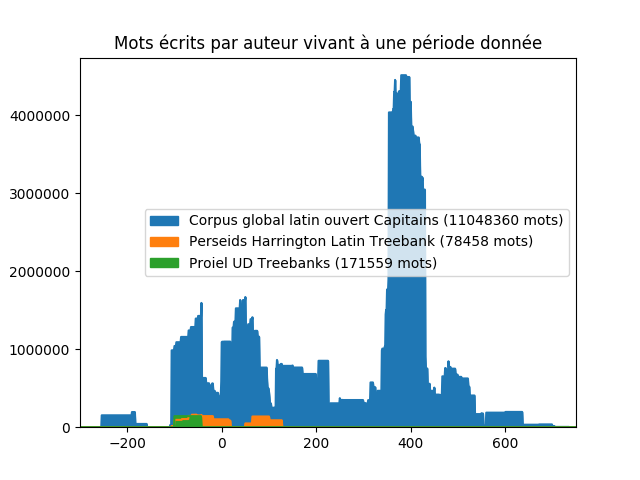 Mots écrits par auteur vivant à une période donnée
4000000
3000000
2000000
1000000
0
Corpus global latin ouvert Capitains (11048360 mots)
Perseids Harrington Latin Treebank (78458 mots)
Proiel UD Treebanks (171559 mots)
−200 0 200 400 600